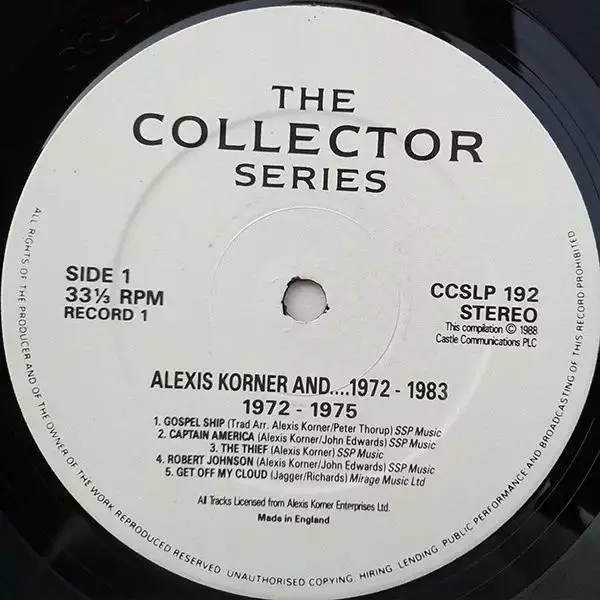 THE
COLLECTOR
SERIES
SIDE 1
33⅓ RPM
RECORD 1
CCSLP 192
STEREO
This compilation © 1988
Castle Communications PLC
ALEXIS KORNER AND....1972 - 1983
1972 - 1975
1. GOSPEL SHIP (Trad Arr. Alexis Korner/Peter Thorup) SSP Music
2. CAPTAIN AMERICA (Alexis Korner/John Edwards) SSP Music
3. THE THIEF (Alexis Korner) SSP Music
4. ROBERT JOHNSON (Alexis Korner/John Edwards) SSP Music
5. GET OFF MY CLOUD (Jagger/Richards) Mirage Music Ltd
All Tracks Licensed from Alexis Korner Enterprises Ltd.
Made in England
ALL RIGHTS OF THE PRODUCER AND OF THE OWNER OF THE WORK REPRODUCED RESERVED. UNAUTHORISED COPYING. HIRING. LENDING. PUBLIC PERFORMANCE AND BROADCASTING OF THIS RECORD PROHIBITED